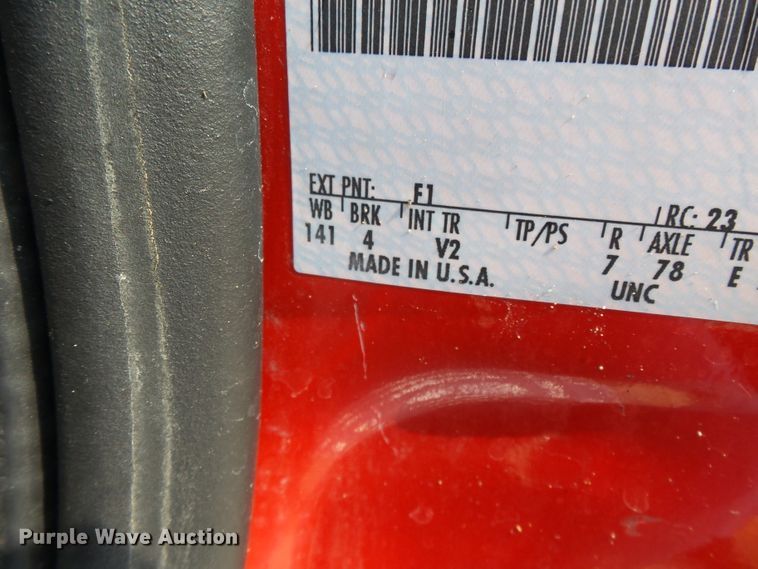 EXT PNT: F1
RC: 23
WB BRK INT TR TP/PS R AXLE TR
141 4 V2 7 78 E
MADE IN U.S.A. UNC
Purple Wave Auction